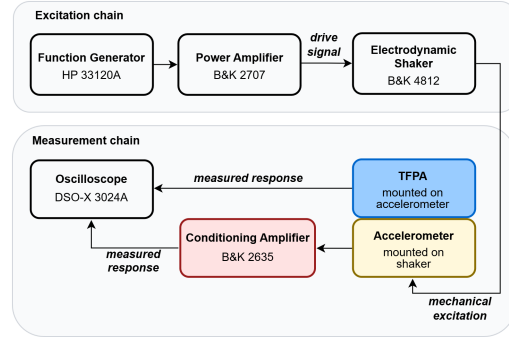 Excitation chain
Function Generator
HP 33120A
Power Amplifier
B&K 2707
drive
signal
Electrodynamic
Shaker
B&K 4812
Measurement chain
Oscilloscope
DSO-X 3024A
measured response
TFPA
mounted on
accelerometer
Conditioning Amplifier
B&K 2635
measured
response
Accelerometer
mounted on
shaker
mechanical
excitation